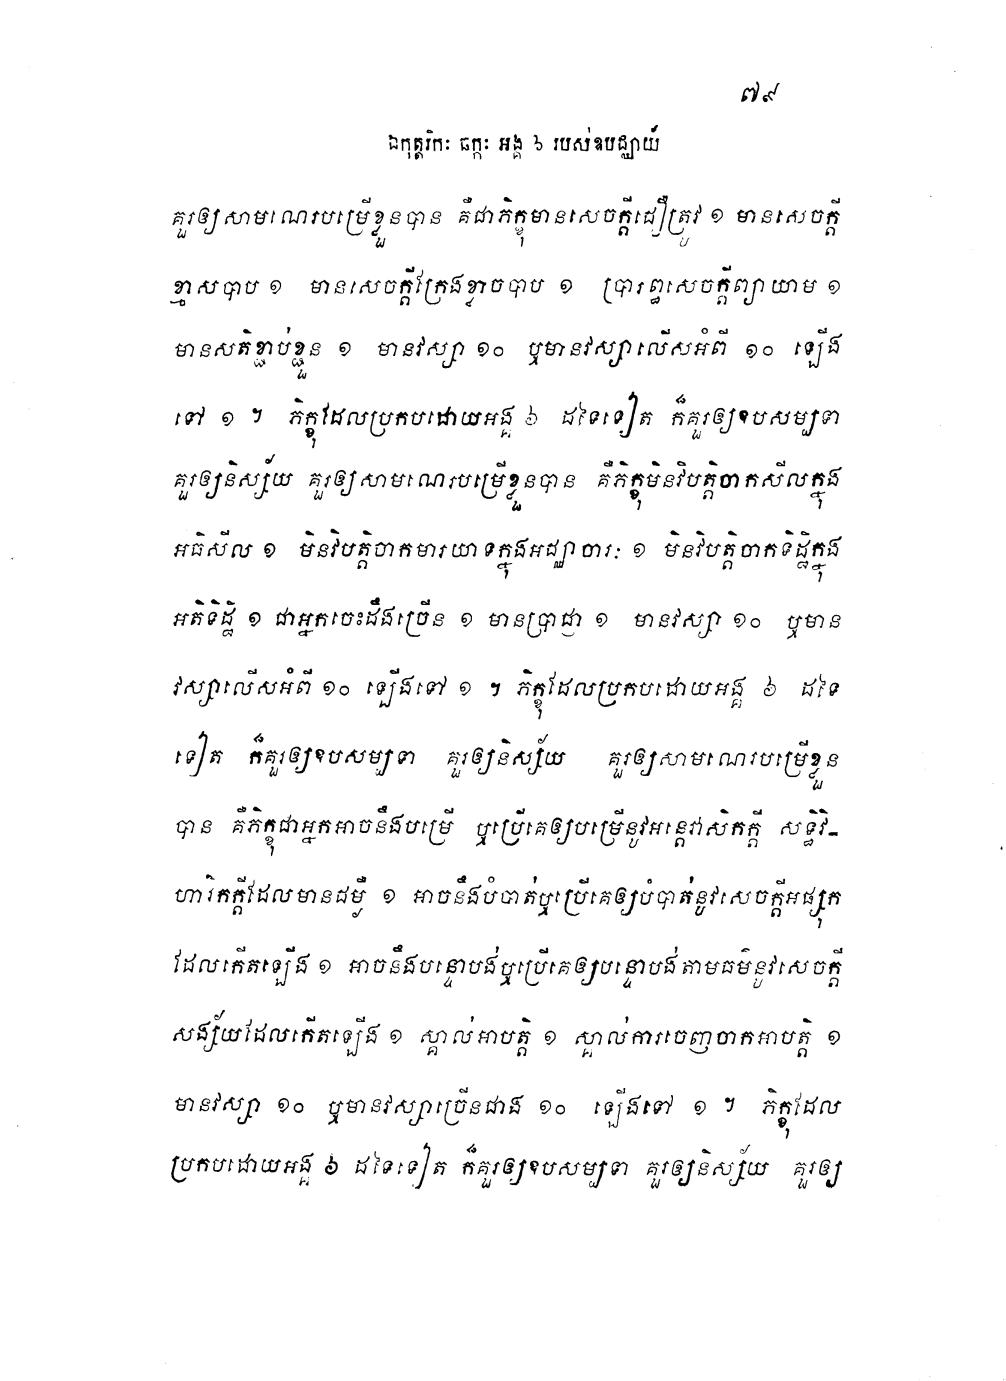 ៧៩
ឯកុត្តរិកៈ ឆក្កៈ អង្គ ៦ របស់ឧបជ្ឈាយ៍
គួរឲ្យសាមណេរបម្រើខ្លួនបាន គឺជាភិក្ខុមានសេចក្តីជឿត្រូវ ១ មានសេចក្តី
ខ្មាសបាប ១ មានសេចក្តីក្រែងខ្លាចបាប ១ ប្រារព្ធសេចក្តីព្យាយាម ១
មានសតិខ្ជាប់ខ្ជួន ១ មានវស្សា ១០ ឬមានវស្សាលើសអំពី ១០ ឡើង
ទៅ ១ ។ ភិក្ខុដែលប្រកបដោយអង្គ ៦ ដទៃទៀត ក៏គួរឲ្យឧបសម្បទា
គួរឲ្យនិស្ស័យ គួរឲ្យសាមណេរបម្រើខ្លួនបាន គឺភិក្ខុមិនវិបត្តិចាកសីលក្នុង
អធិសីល ១ មិនវិបត្តិចាកមារយាទក្នុងអជ្ឈាចារៈ ១ មិនវិបត្តិចាកទិដ្ឋិក្នុង
អតិទិដ្ឋិ ១ ជាអ្នកចេះដឹងច្រើន ១ មានប្រាជ្ញា ១ មានវស្សា ១០ ឬមាន
វស្សាលើសអំពី ១០ ឡើងទៅ ១ ។ ភិក្ខុដែលប្រកបដោយអង្គ ៦ ដទៃ
ទៀត ក៏គួរឲ្យឧបសម្បទា គួរឲ្យនិស្ស័យ គួរឲ្យសាមណេរបម្រើខ្លួន
បាន គឺភិក្ខុជាអ្នកអាចនឹងបម្រើ ឬប្រើគេឲ្យបម្រើនូវអន្តេវាសិកក្តី សទ្ធិវិ-
ហារិកក្តីដែលមានជម្ងឺ ១ អាចនឹងបំបាត់ឬប្រើគេឲ្យបំបាត់នូវសេចក្តីអផ្សុក
ដែលកើតឡើង ១ អាចនឹងបន្ទោបង់ឬប្រើគេឲ្យបន្ទោបង់តាមធម៌នូវសេចក្តី
សង្ស័យដែលកើតឡើង ១ ស្គាល់អាបត្តិ ១ ស្គាល់ការចេញចាកអាបត្តិ ១
មានវស្សា ១០ ឬមានវស្សាច្រើនជាង ១០ ឡើងទៅ ១ ។ ភិក្ខុដែល
ប្រកបដោយអង្គ ៦ ដទៃទៀត ក៏គួរឲ្យឧបសម្បទា គួរឲ្យនិស្ស័យ គួរឲ្យ